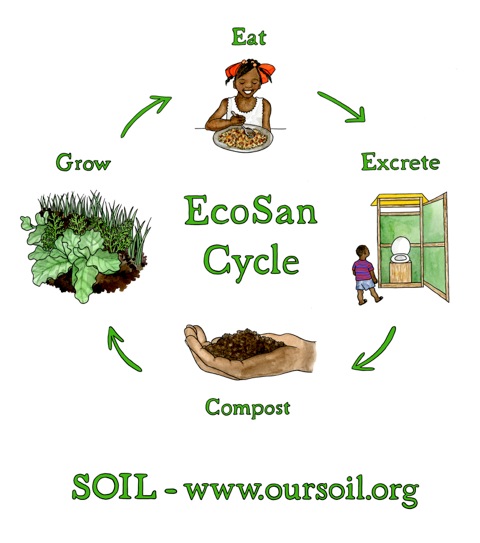 Eat
Grow
Excrete
EcoSan
Cycle
Compost
SOIL - www.oursoil.org